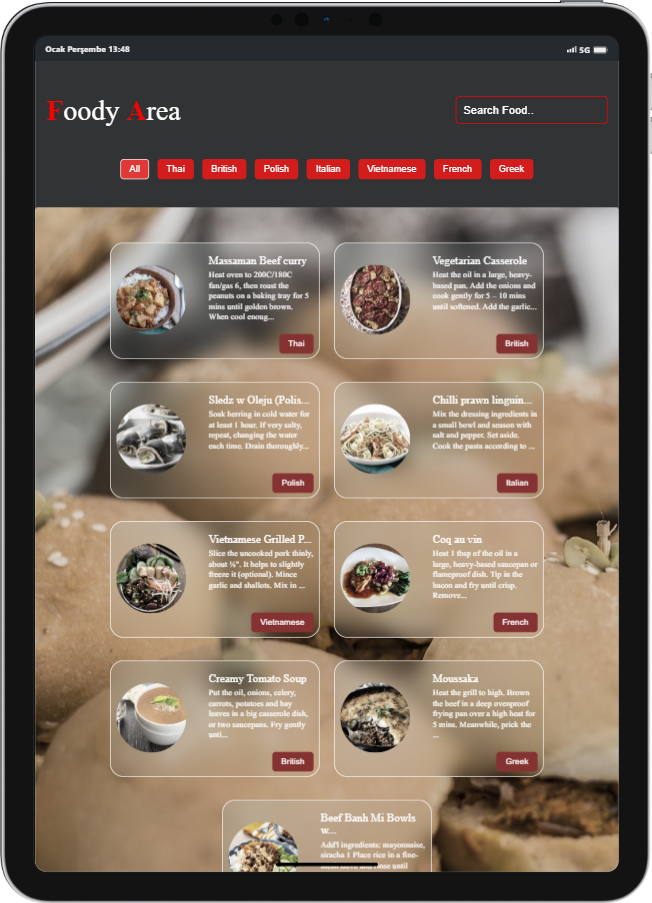 Ocak Perşembe 13:48
5G
Foody Area
Search Food..
All
Thai
British
Polish
Italian
Vietnamese
French
Greek
Massaman Beef curry
Heat oven to 200C/180C
fan/gas 6, then roast the
peanuts on a baking tray for 5
mins until golden brown.
When cool enoug...
Thai
Vegetarian Casserole
Heat the oil in a large, heavy-
based pan. Add the onions and
cook gently for 5 – 10 mins
until softened. Add the garlic...
British
Sledz w Oleju (Polis...
Soak herring in cold water for
at least 1 hour. If very salty,
repeat, changing the water
each time. Drain thoroughly...
Polish
Chilli prawn linguin...
Mix the dressing ingredients in
a small bowl and season with
salt and pepper. Set aside.
Cook the pasta according to ...
Italian
Vietnamese Grilled P...
Slice the uncooked pork thinly,
about ⅛". It helps to slightly
freeze it (optional). Mince
garlic and shallots. Mix in ...
Vietnamese
Coq au vin
Heat 1 tbsp of the oil in a
large, heavy-based saucepan or
flameproof dish. Tip in the
bacon and fry until crisp.
Remove...
French
Creamy Tomato Soup
Put the oil, onions, celery,
carrots, potatoes and bay
leaves in a big casserole dish,
or two saucepans. Fry gently
unti...
British
Moussaka
Heat the grill to high. Brown
the beef in a deep ovenproof
frying pan over a high heat for
5 mins. Meanwhile, prick the
...
Greek
Beef Banh Mi Bowls
w...
Add'l ingredients: mayonnaise,
siracha 1 Place rice in a fine-
mesh sieve and rinse until